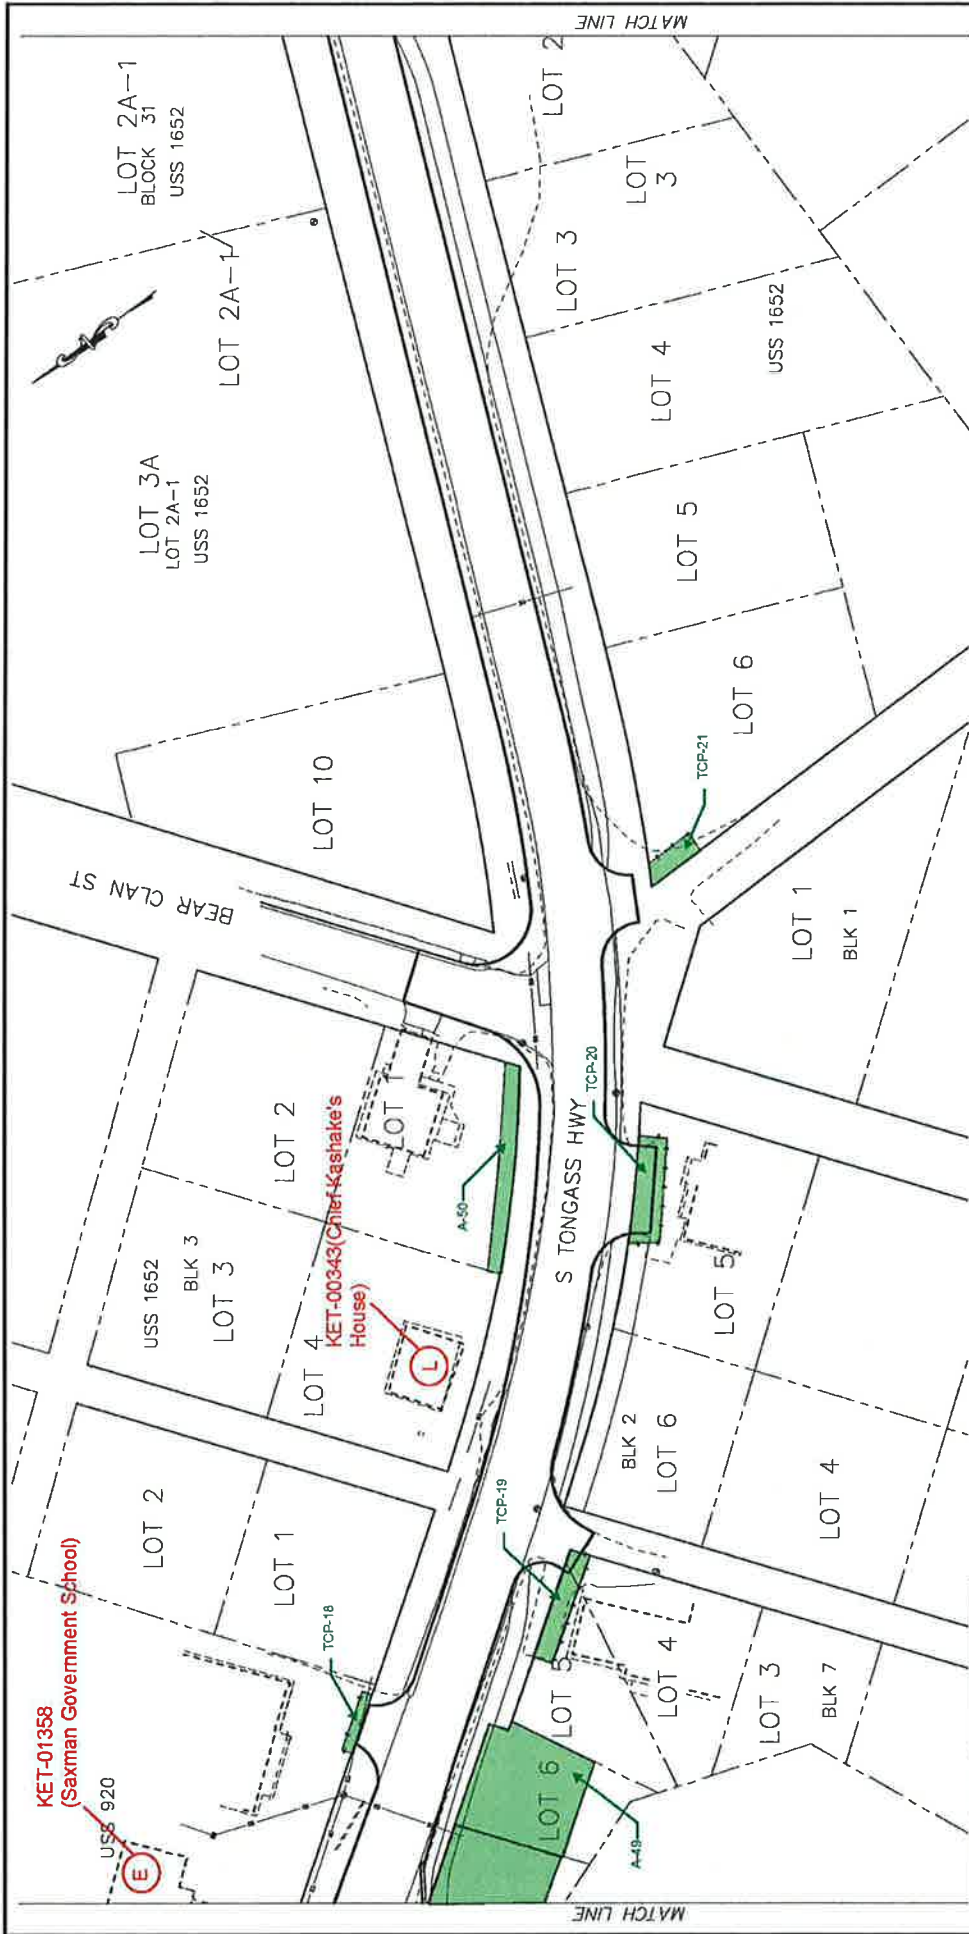 MATCH LINE
LOT 2A-1
BLOCK 31
USS 1652
LOT 2A-1
LOT 3A
LOT 2A-1
USS 1652
LOT 10
BEAR CLAN ST
LOT 2
LOT 3
LOT
3
LOT 4
USS 1652
LOT 5
LOT 6
TCP-21
LOT 1
BLK 1
LOT 2
LOT 1
USS 1652
BLK 3
LOT 3
LOT 4
KET-00343(Chief Kashake's
House)
L
A-50
S TONGASS HWY
TCP-20
LOT 5
BLK 2
LOT 6
LOT 4
LOT 2
LOT 1
TCP-18
TCP-19
KET-01358
(Saxman Government School)
USS 920
E
LOT 5
LOT 4
LOT 3
BLK 7
LOT 6
A-49
MATCH LINE